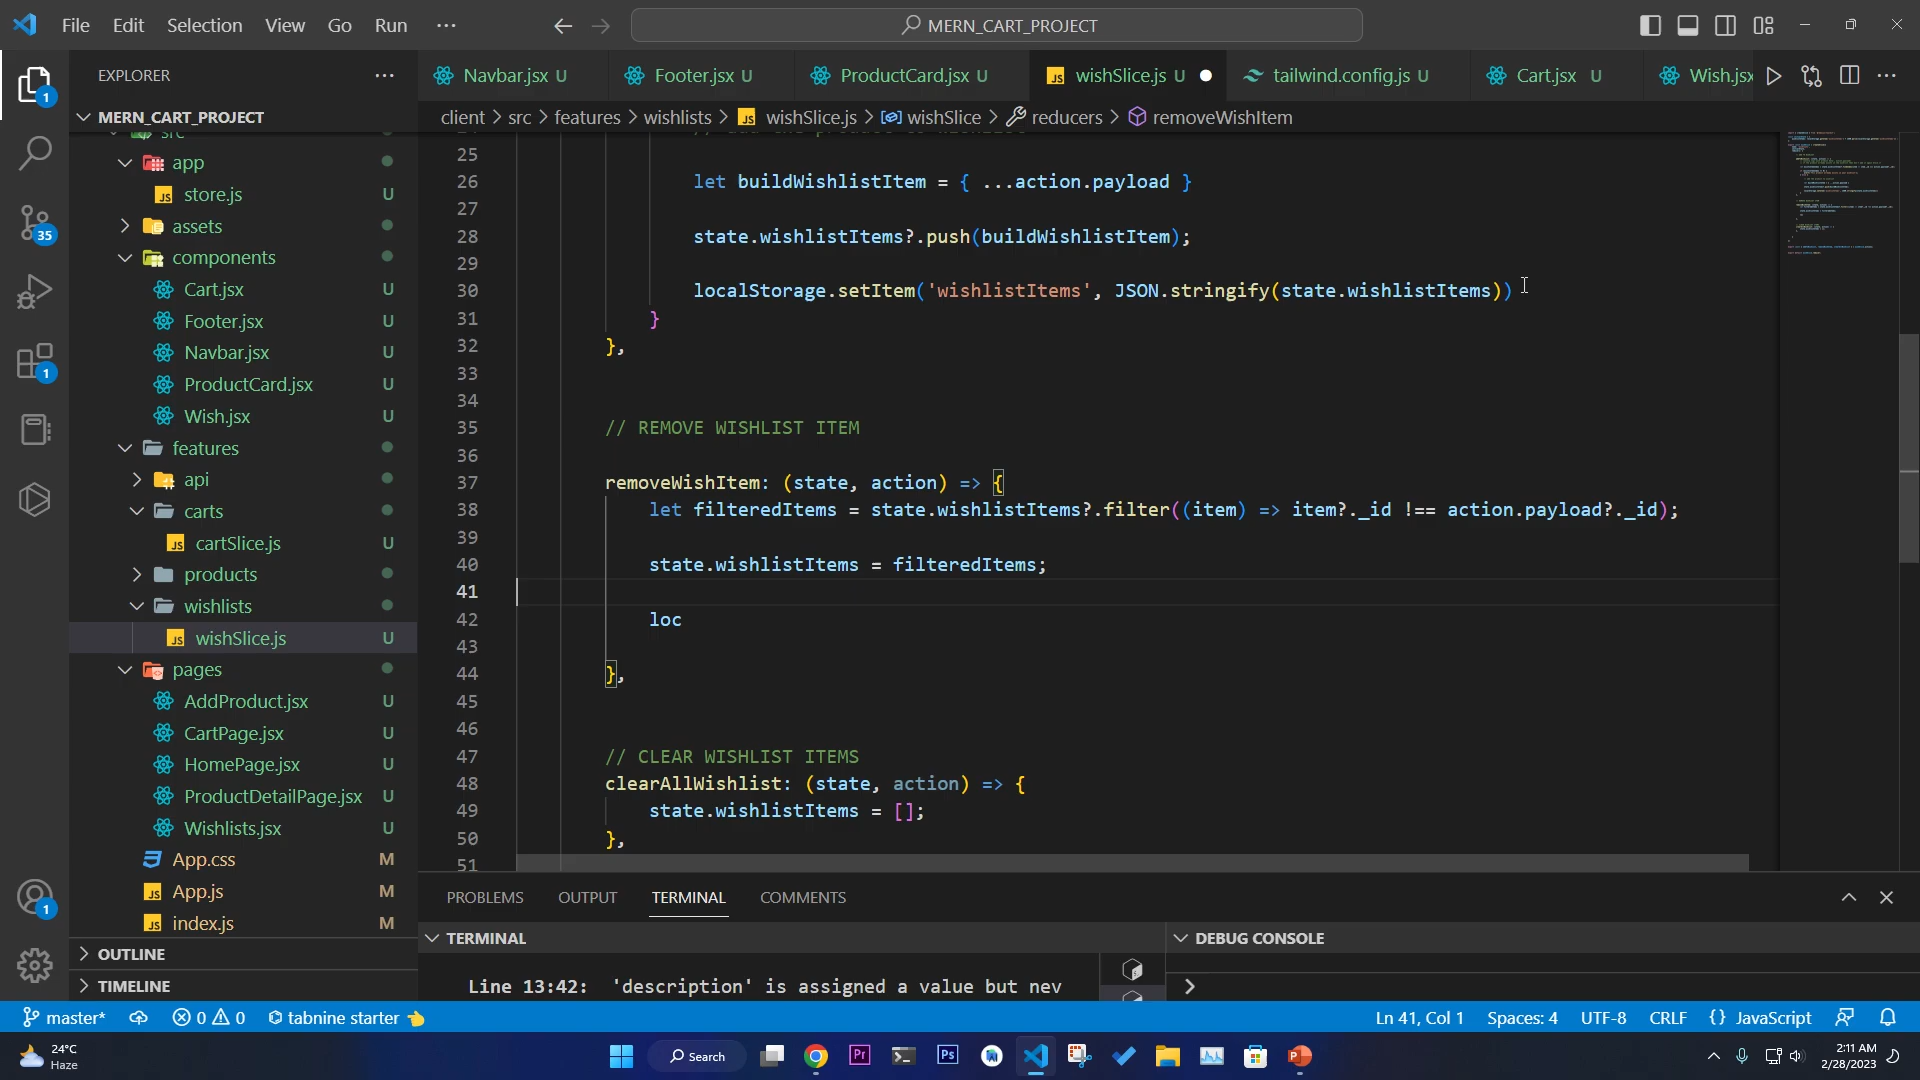 File Edit Selection View Go Run ···
MERN_CART_PROJECT
EXPLORER
MERN_CART_PROJECT
src
app
store.js U
assets
components
Cart.jsx U
Footer.jsx U
Navbar.jsx U
ProductCard.jsx U
Wish.jsx U
features
api
carts
cartSlice.js U
products
wishlists
wishSlice.js U
pages
AddProduct.jsx U
CartPage.jsx U
HomePage.jsx U
ProductDetailPage.jsx U
Wishlists.jsx U
App.css M
App.js M
index.js M
OUTLINE
TIMELINE
1
35
1
1
Navbar.jsx U Footer.jsx U ProductCard.jsx U wishSlice.js U tailwind.config.js U Cart.jsx U Wish.jsx
client > src > features > wishlists > wishSlice.js > wishSlice > reducers > removeWishItem
25
26 let buildWishlistItem = { ...action.payload }
27
28 state.wishlistItems?.push(buildWishlistItem);
29
30 localStorage.setItem('wishlistItems', JSON.stringify(state.wishlistItems))
31 }
32 },
33
34
35 // REMOVE WISHLIST ITEM
36
37 removeWishItem: (state, action) => {
38 let filteredItems = state.wishlistItems?.filter((item) => item?._id !== action.payload?._id);
39
40 state.wishlistItems = filteredItems;
41
42 loc
43
44 },
45
46
47 // CLEAR WISHLIST ITEMS
48 clearAllWishlist: (state, action) => {
49 state.wishlistItems = [];
50 },
51
PROBLEMS OUTPUT TERMINAL COMMENTS
TERMINAL
Line 13:42: 'description' is assigned a value but nev
DEBUG CONSOLE
>
master* 0 0 tabnine starter 👈 Ln 41, Col 1 Spaces: 4 UTF-8 CRLF {} JavaScript
24°C
Haze
Search
2:11 AM
2/28/2023